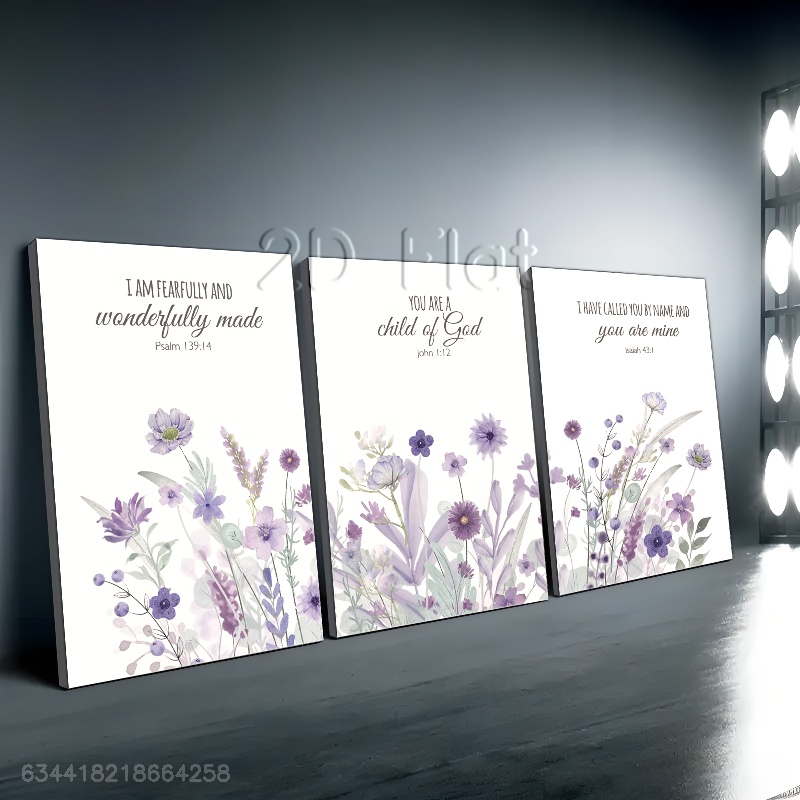 2D Flat
I AM FEARFULLY AND
wonderfully made
Psalm 139:14
YOU ARE A
child of God
John 1:12
I HAVE CALLED YOU BY NAME AND
you are mine
Isaiah 43:1
634418218664258